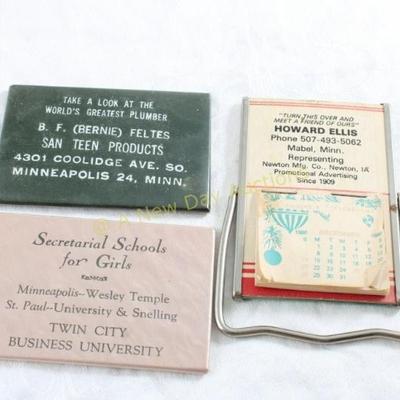 TAKE A LOOK AT THE
WORLD'S GREATEST PLUMBER
B. F. (BERNIE) FELTES
SAN TEEN PRODUCTS
4301 COOLIDGE AVE. SO.
MINNEAPOLIS 24, MINN.
Secretarial Schools
for Girls
Minneapolis—Wesley Temple
St. Paul—University & Snelling
TWIN CITY
BUSINESS UNIVERSITY
"TURN THIS OVER AND
MEET A FRIEND OF OURS"
HOWARD ELLIS
Phone 507-493-5062
Mabel, Minn.
Representing
Newton Mfg. Co., Newton, IA
Promotional Advertising
Since 1909
S M T W T F S
A New Day Auction